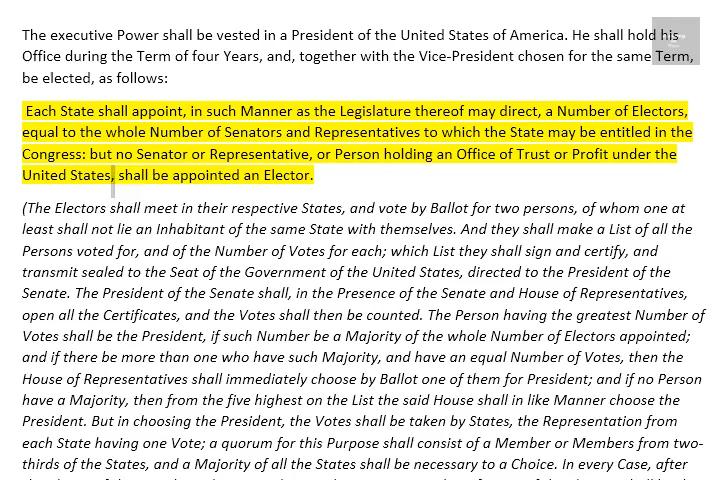 The executive Power shall be vested in a President of the United States of America. He shall hold his
Office during the Term of four Years, and, together with the Vice-President chosen for the same Term,
be elected, as follows:
Each State shall appoint, in such Manner as the Legislature thereof may direct, a Number of Electors,
equal to the whole Number of Senators and Representatives to which the State may be entitled in the
Congress: but no Senator or Representative, or Person holding an Office of Trust or Profit under the
United States, shall be appointed an Elector.
(The Electors shall meet in their respective States, and vote by Ballot for two persons, of whom one at
least shall not lie an Inhabitant of the same State with themselves. And they shall make a List of all the
Persons voted for, and of the Number of Votes for each; which List they shall sign and certify, and
transmit sealed to the Seat of the Government of the United States, directed to the President of the
Senate. The President of the Senate shall, in the Presence of the Senate and House of Representatives,
open all the Certificates, and the Votes shall then be counted. The Person having the greatest Number of
Votes shall be the President, if such Number be a Majority of the whole Number of Electors appointed;
and if there be more than one who have such Majority, and have an equal Number of Votes, then the
House of Representatives shall immediately choose by Ballot one of them for President; and if no Person
have a Majority, then from the five highest on the List the said House shall in like Manner choose the
President. But in choosing the President, the Votes shall be taken by States, the Representation from
each State having one Vote; a quorum for this Purpose shall consist of a Member or Members from two-
thirds of the States, and a Majority of all the States shall be necessary to a Choice. In every Case, after